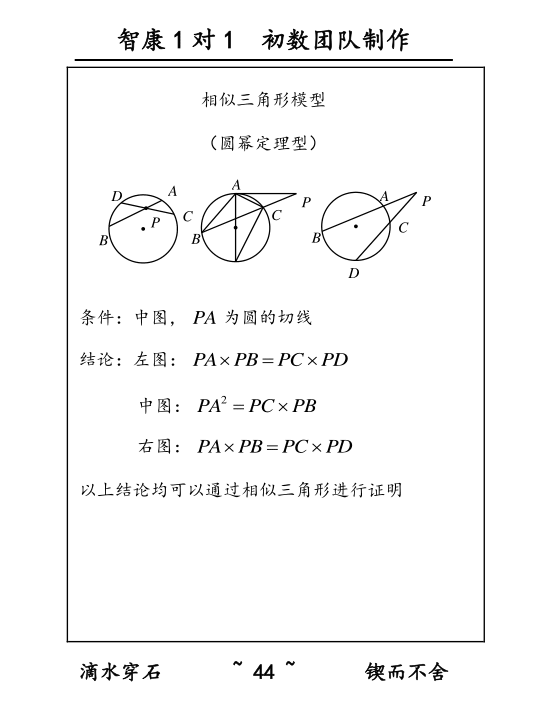 智康1对1 初数团队制作
相似三角形模型
（圆幂定理型）
D A P C B
A P C B
A P C B D
条件：中图， PA 为圆的切线
结论：左图： PA×PB=PC×PD
中图： PA²=PC×PB
右图： PA×PB=PC×PD
以上结论均可以通过相似三角形进行证明
滴水穿石 ~ 44 ~ 锲而不舍